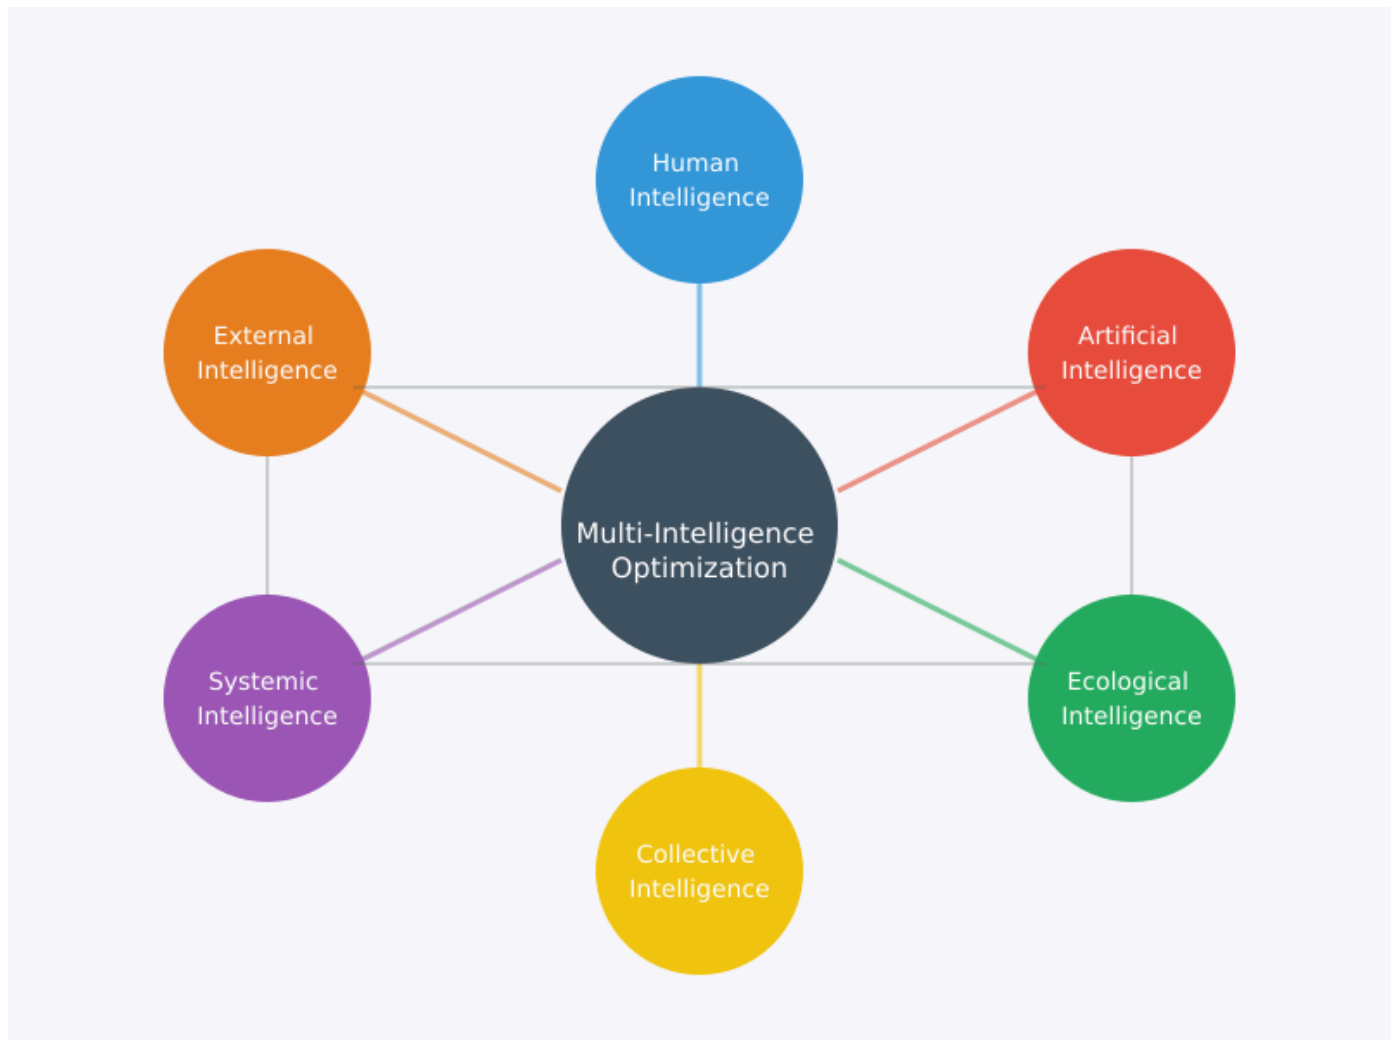 Human
Intelligence
External
Intelligence
Artificial
Intelligence
Multi-Intelligence
Optimization
Systemic
Intelligence
Ecological
Intelligence
Collective
Intelligence